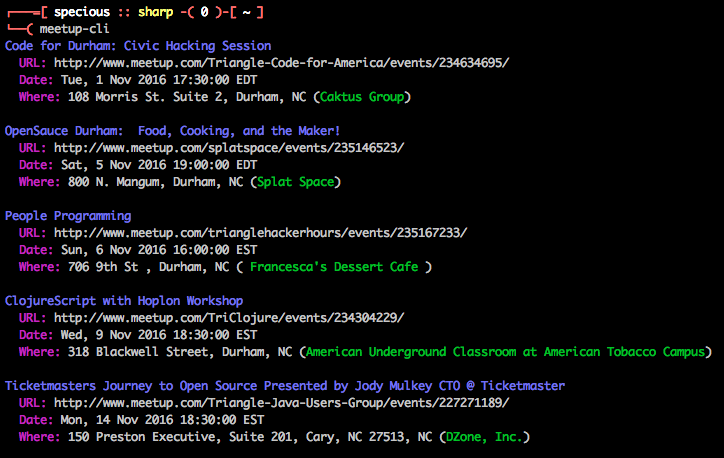 ┌────=[ specious :: sharp -( 0 )-[ ~ ]
└──( meetup-cli
Code for Durham: Civic Hacking Session
  URL: http://www.meetup.com/Triangle-Code-for-America/events/234634695/
  Date: Tue, 1 Nov 2016 17:30:00 EDT
  Where: 108 Morris St. Suite 2, Durham, NC (Caktus Group)

OpenSauce Durham:  Food, Cooking, and the Maker!
  URL: http://www.meetup.com/splatspace/events/235146523/
  Date: Sat, 5 Nov 2016 19:00:00 EDT
  Where: 800 N. Mangum, Durham, NC (Splat Space)

People Programming
  URL: http://www.meetup.com/trianglehackerhours/events/235167233/
  Date: Sun, 6 Nov 2016 16:00:00 EST
  Where: 706 9th St , Durham, NC ( Francesca's Dessert Cafe )

ClojureScript with Hoplon Workshop
  URL: http://www.meetup.com/TriClojure/events/234304229/
  Date: Wed, 9 Nov 2016 18:30:00 EST
  Where: 318 Blackwell Street, Durham, NC (American Underground Classroom at American Tobacco Campus)

Ticketmasters Journey to Open Source Presented by Jody Mulkey CTO @ Ticketmaster
  URL: http://www.meetup.com/Triangle-Java-Users-Group/events/227271189/
  Date: Mon, 14 Nov 2016 18:30:00 EST
  Where: 150 Preston Executive, Suite 201, Cary, NC 27513, NC (DZone, Inc.)